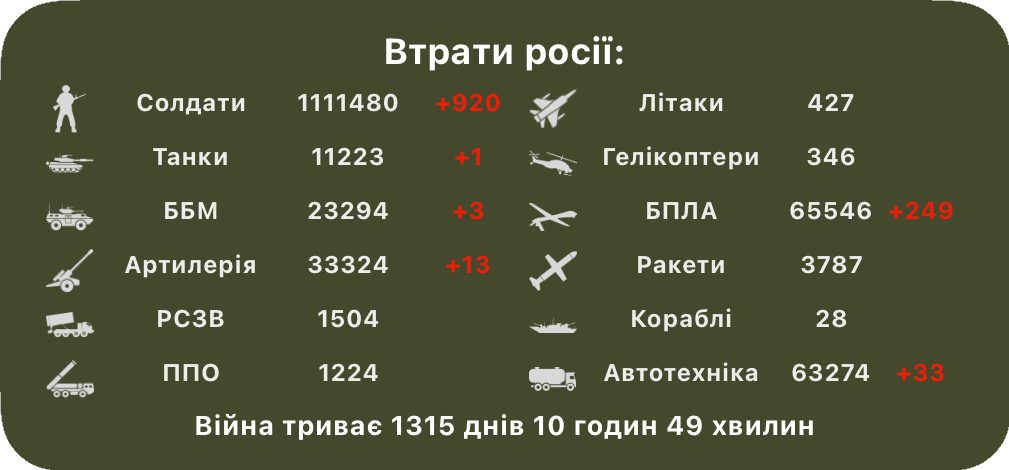 Втрати росії:
Солдати 1111480 +920 Літаки 427
Танки 11223 +1 Гелікоптери 346
ББМ 23294 +3 БПЛА 65546 +249
Артилерія 33324 +13 Ракети 3787
РСЗВ 1504 Кораблі 28
ППО 1224 Автотехніка 63274 +33
Війна триває 1315 днів 10 годин 49 хвилин